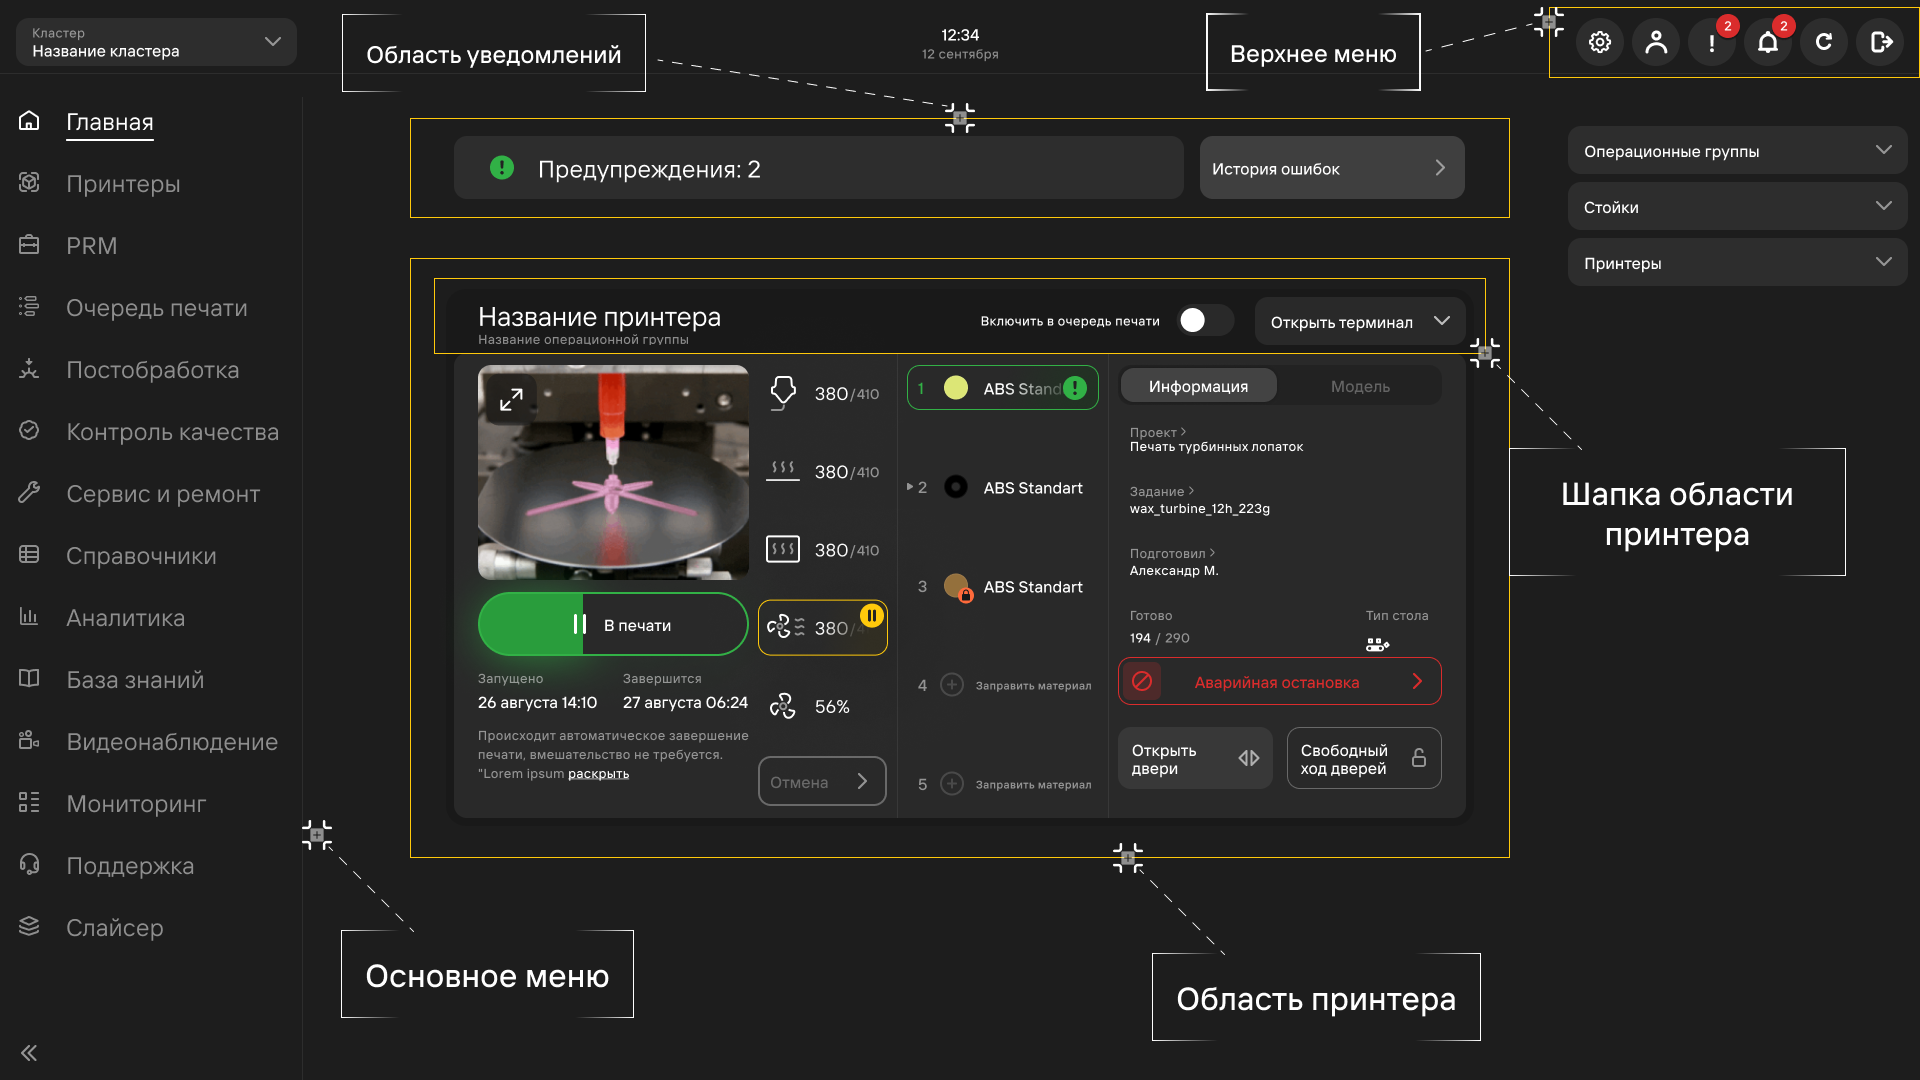 Кластер
Название кластера
Область уведомлений
12:34
12 сентября
Верхнее меню
2
2
Главная
Принтеры
PRM
Очередь печати
Постобработка
Контроль качества
Сервис и ремонт
Справочники
Аналитика
База знаний
Видеонаблюдение
Мониторинг
Поддержка
Слайсер
Предупреждения: 2
История ошибок
Операционные группы
Стойки
Принтеры
Название принтера
Название операционной группы
Включить в очередь печати
Открыть терминал
380/410
380/410
380/410
380/4
56%
Отмена
В печати
Запущено
26 августа 14:10
Завершится
27 августа 06:24
Происходит автоматическое завершение
печати, вмешательство не требуется.
"Lorem ipsum раскрыть
1 ABS Stand
2 ABS Standart
3 ABS Standart
4 Заправить материал
5 Заправить материал
Информация
Модель
Проект
Печать турбинных лопаток
Задание
wax_turbine_12h_223g
Подготовил
Александр М.
Готово
194 / 290
Тип стола
Аварийная остановка
Открыть
двери
Свободный
ход дверей
Шапка области
принтера
Основное меню
Область принтера